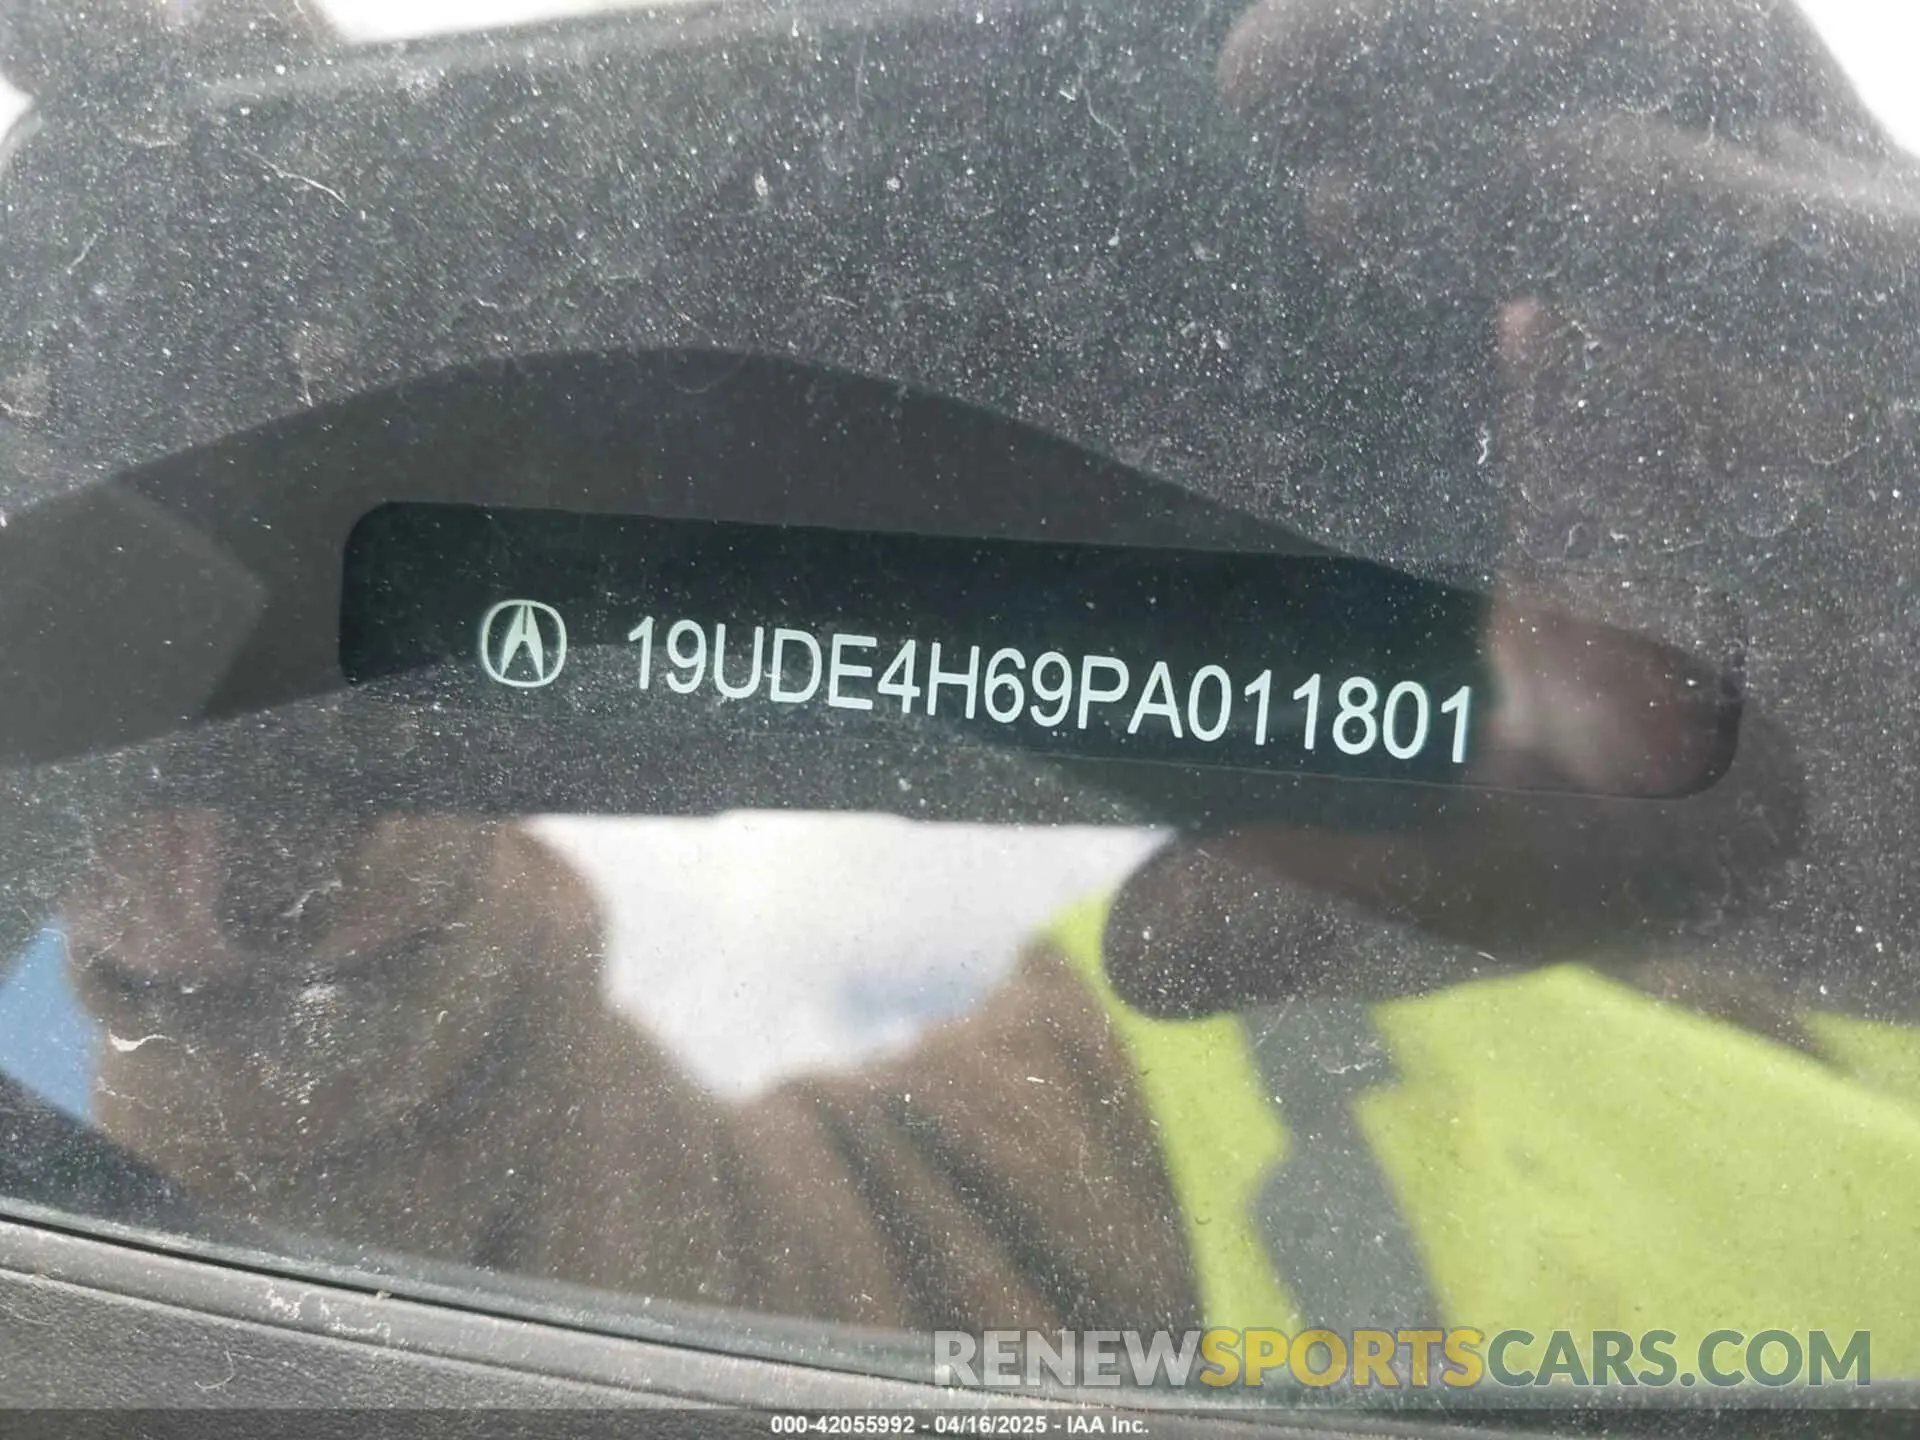 19UDE4H69PA011801
RENEWSPORTSCARS.COM
000-42055992 - 04/16/2025 - IAA Inc.